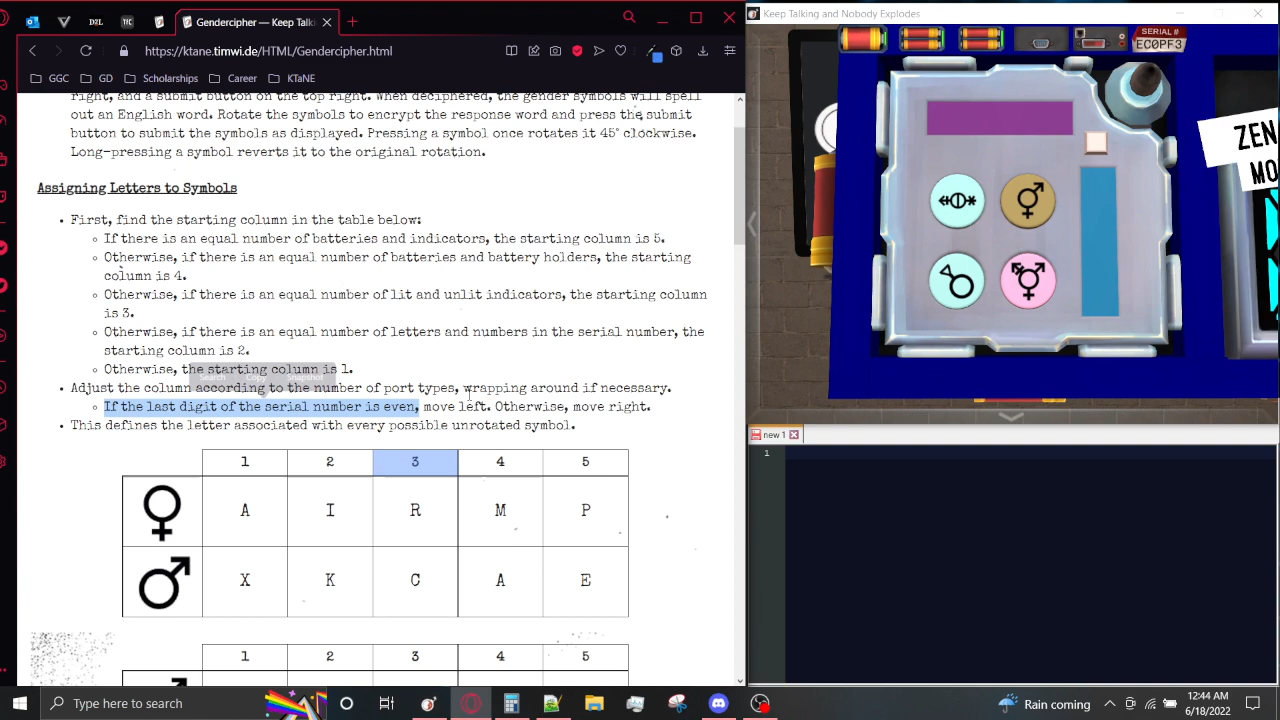 Gendercipher — Keep Tal
https://ktane.timwi.de/HTML/Gend
GGC
GD
Scholarships
Career
right, and a submit button on the top right. When deciphered, the gender symbols will spell
out an English word. Rotate the symbols to encrypt the response word and press the submit
button to submit the symbols as displayed. Pressing a symbol once rotates it 45° clockwise.
Long-pressing a symbol reverts it to the original rotation.
Assigning Letters to Symbols
First, find the starting column in the table below:
If there is an equal number of batteries and indicators, the starting column is 5.
Otherwise, if there is an equal number of batteries and battery holders, the starting
column is 4.
Otherwise, if there is an equal number of lit and unlit indicators, the starting column
is 3.
Otherwise, if there is an equal number of letters and numbers in the serial number, the
starting column is 2.
Otherwise, the starting column is 1.
Search Copy Snapshot
Adjust the column according to the number of port types, wrapping around if necessary.
If the last digit of the serial number is even, move left. Otherwise, move right.
This defines the letter associated with every possible unrotated symbol.
1 2 3 4 5
♀ A I R M P
♂ X K C A E
1 2 3 4 5
Keep Talking and Nobody Explodes
SERIAL #
EC0PF3
ZEN
MO
new 1
1
Type here to search
Rain coming
12:44 AM
6/18/2022